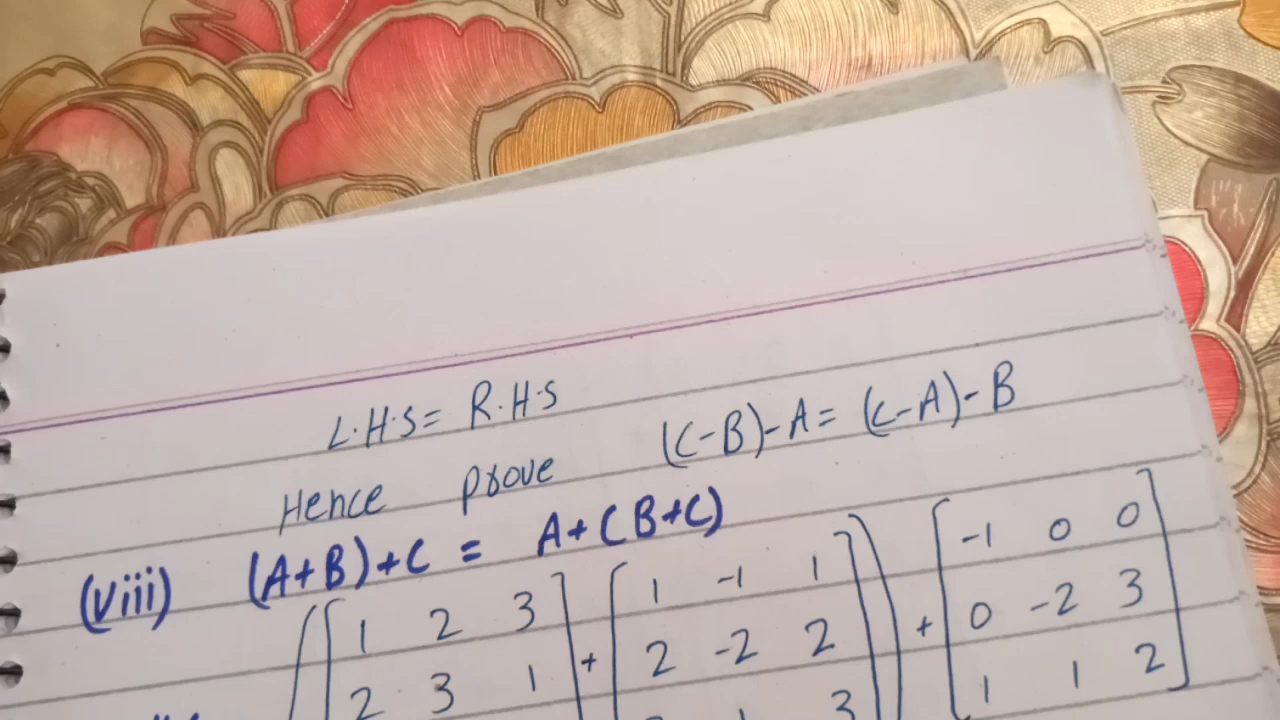 L.H.S = R.H.S
Hence prove (C-B)-A = (C-A)-B
(viii) (A+B)+C = A+(B+C)
([1 2 3] + [1 -1 1]) + [-1 0 0]
2 3 1 2 -2 2 0 -2 3
3 1 1 2